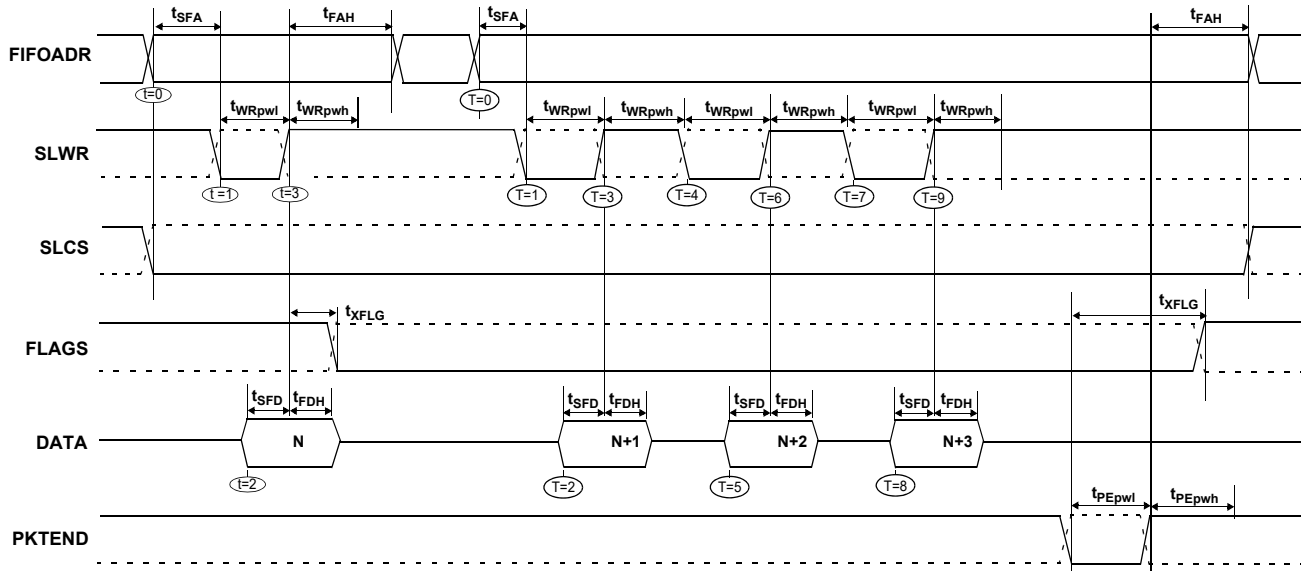 tSFA tFAH tSFA tFAH
FIFOADR
t=0 T=0
tWRpwl tWRpwh tWRpwl tWRpwh tWRpwl tWRpwh tWRpwl tWRpwh
SLWR
t =1 t=3 T=1 T=3 T=4 T=6 T=7 T=9
SLCS
tXFLG tXFLG
FLAGS
tSFD tFDH tSFD tFDH tSFD tFDH tSFD tFDH
DATA N N+1 N+2 N+3
t=2 T=2 T=5 T=8
tPEpwl tPEpwh
PKTEND